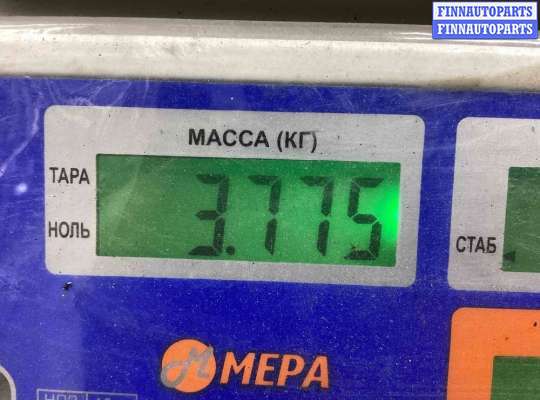 FINNAUTOPARTS
FINNAUTOPARTS
МАССА (КГ)
ТАРА
3.775
НОЛЬ
СТАБ
МЕРА